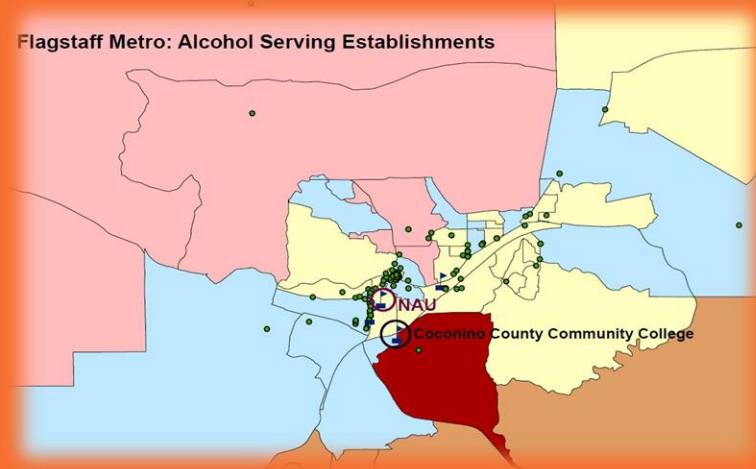 Flagstaff Metro: Alcohol Serving Establishments
NAU
Coconino County Community College